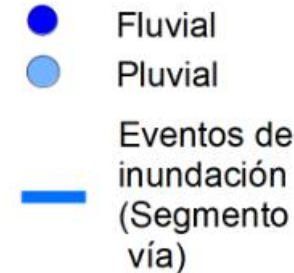 Fluvial
Pluvial
Eventos de
inundación
(Segmento
vía)